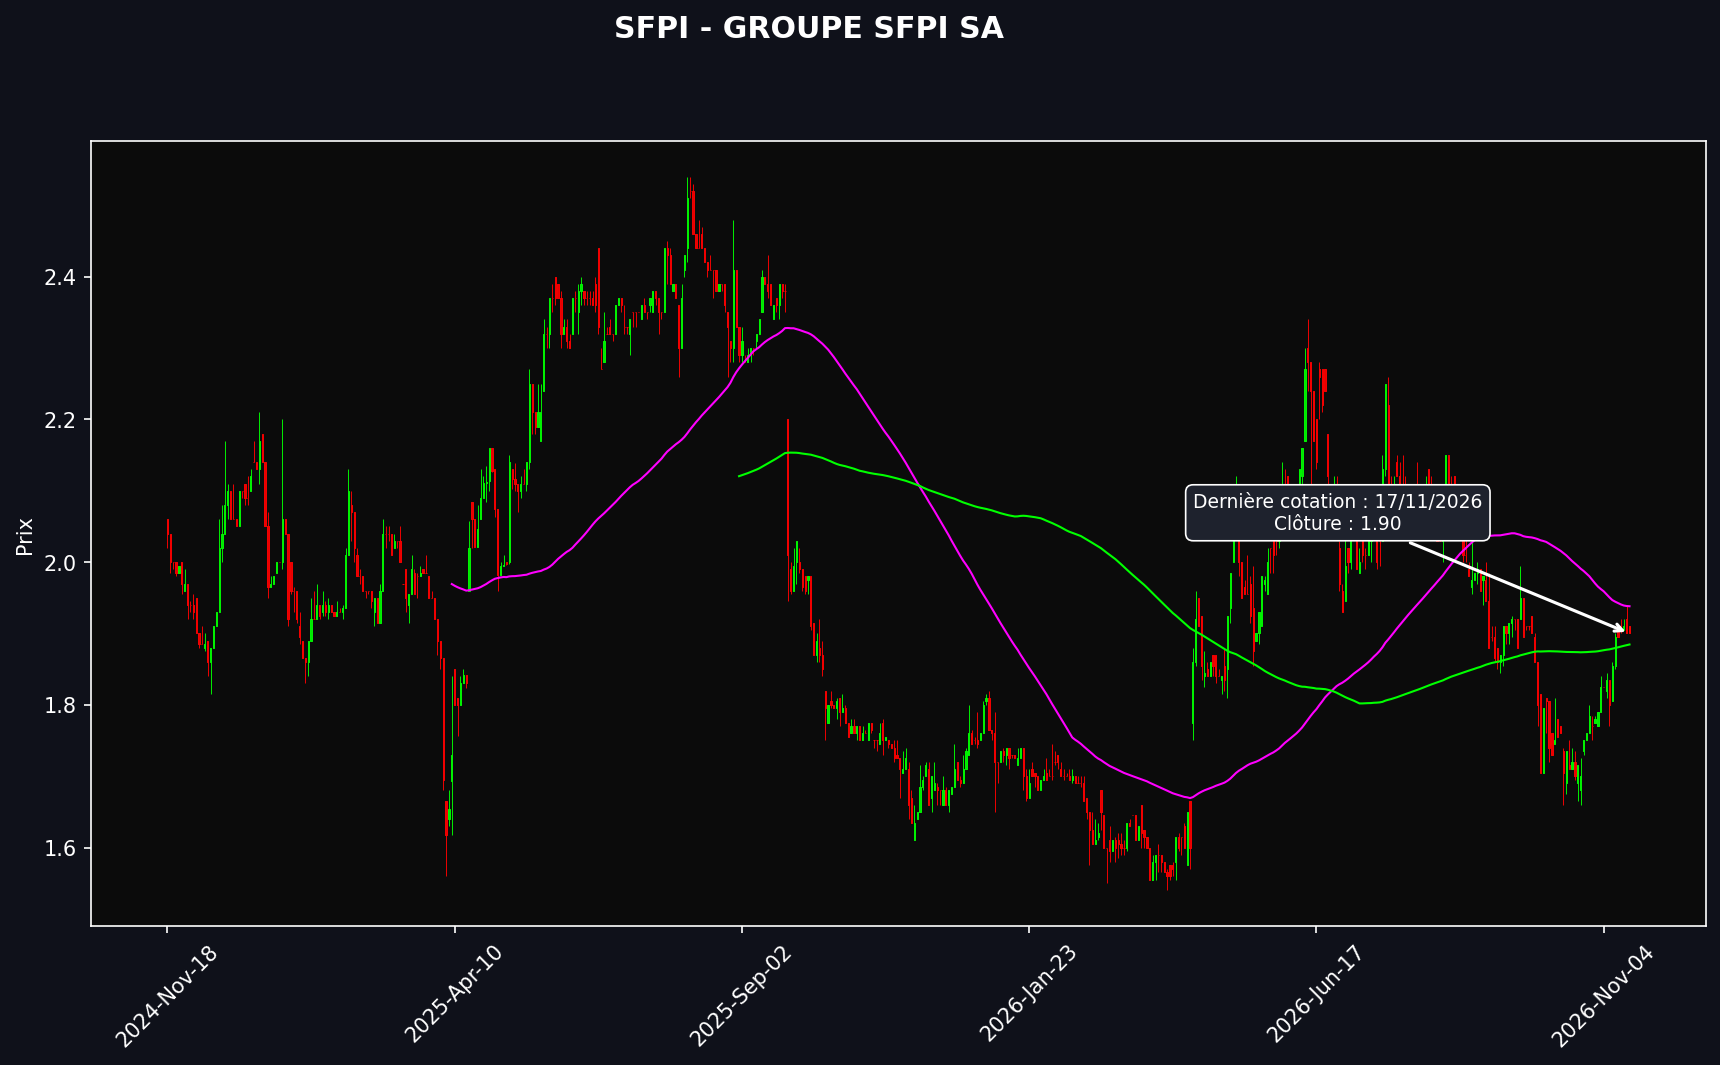 SFPI - GROUPE SFPI SA
Prix
2.4
2.2
2.0
1.8
1.6
Dernière cotation : 17/11/2026
Clôture : 1.90
2024-Nov-18
2025-Apr-10
2025-Sep-02
2026-Jan-23
2026-Jun-17
2026-Nov-04